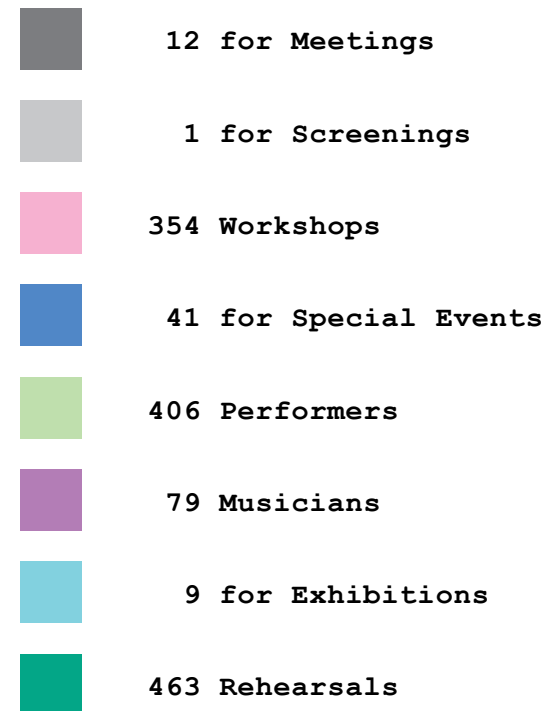 12 for Meetings
1 for Screenings
354 Workshops
41 for Special Events
406 Performers
79 Musicians
9 for Exhibitions
463 Rehearsals